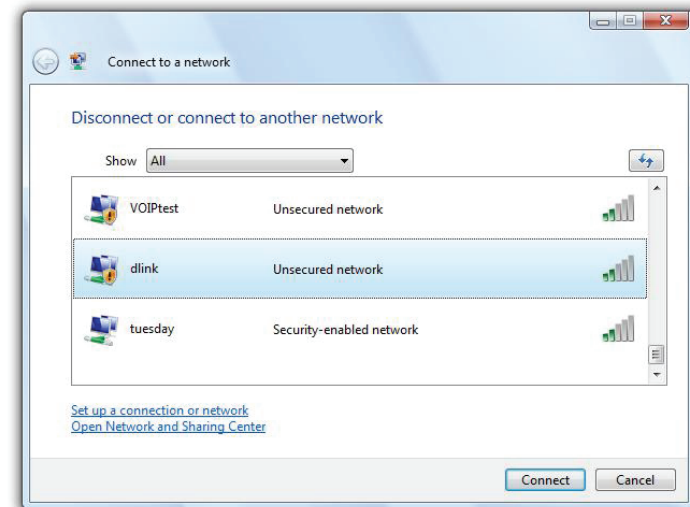 Connect to a network
Disconnect or connect to another network
Show All
VOIPtest Unsecured network
dlink Unsecured network
tuesday Security-enabled network
Set up a connection or network
Open Network and Sharing Center
Connect Cancel